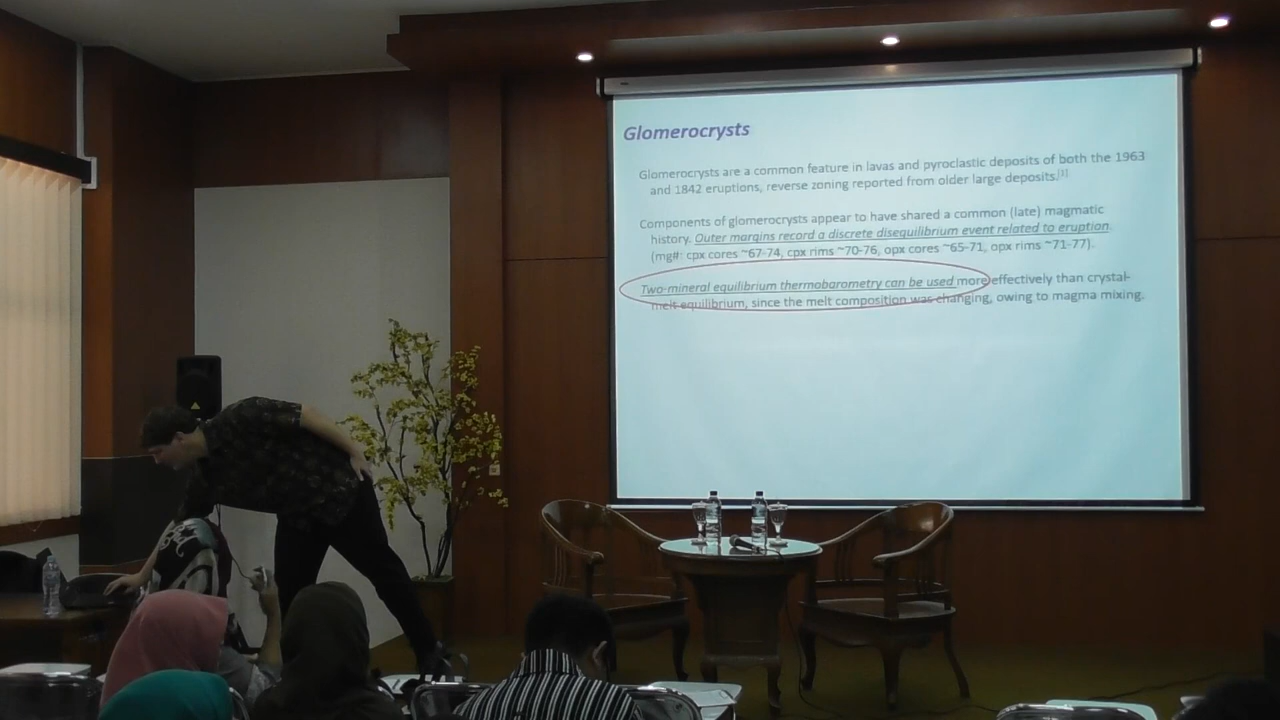 Glomerocrysts
Glomerocrysts are a common feature in lavas and pyroclastic deposits of both the 1963
and 1842 eruptions, reverse zoning reported from older large deposits.[1]
Components of glomerocrysts appear to have shared a common (late) magmatic
history. Outer margins record a discrete disequilibrium event related to eruption.
(mg#: cpx cores ~67-74, cpx rims ~70-76, opx cores ~65-71, opx rims ~71-77).
Two-mineral equilibrium thermobarometry can be used more effectively than crystal-
melt equilibrium, since the melt composition was changing, owing to magma mixing.